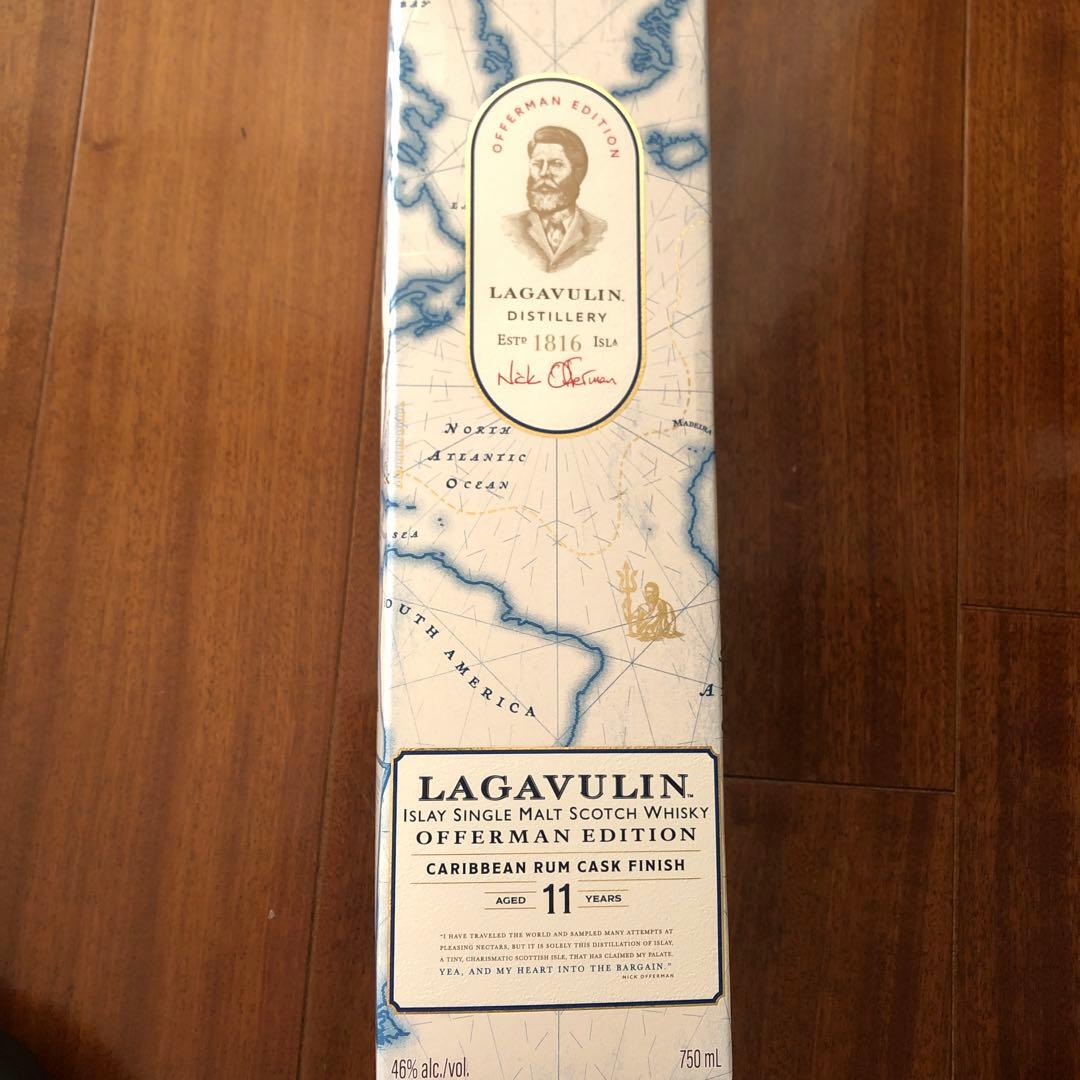 OFFERMAN EDITION
LAGAVULIN.
DISTILLERY
ESTD 1816 ISLA
Nick Offerman
NORTH
ATLANTIC
OCEAN
MADEIRA
SEA
OUTH AMERICA
A
LAGAVULIN™
ISLAY SINGLE MALT SCOTCH WHISKY
OFFERMAN EDITION
CARIBBEAN RUM CASK FINISH
AGED 11 YEARS
"I HAVE TRAVELED THE WORLD AND SAMPLED MANY ATTEMPTS AT
PLEASING NECTARS, BUT IT IS SOLELY THIS DISTILLATION OF ISLAY,
A TINY, CHARISMATIC SCOTTISH ISLE, THAT HAS CLAIMED MY PALATE.
YEA, AND MY HEART INTO THE BARGAIN."
NICK OFFERMAN
46% alc./vol. 750 mL